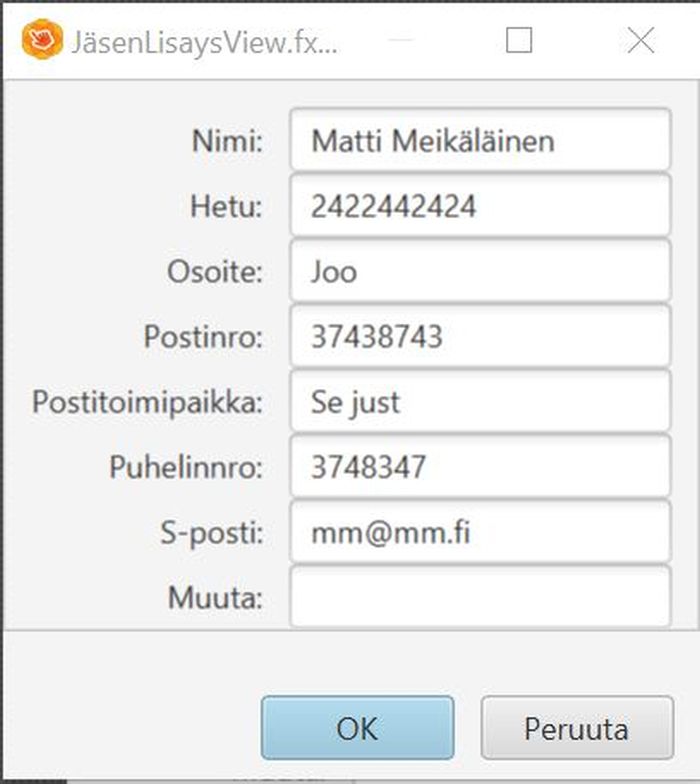 JäsenLisaysView.fx...
Nimi: Matti Meikäläinen
Hetu: 2422442424
Osoite: Joo
Postinro: 37438743
Postitoimipaikka: Se just
Puhelinnro: 3748347
S-posti: mm@mm.fi
Muuta:
OK Peruuta